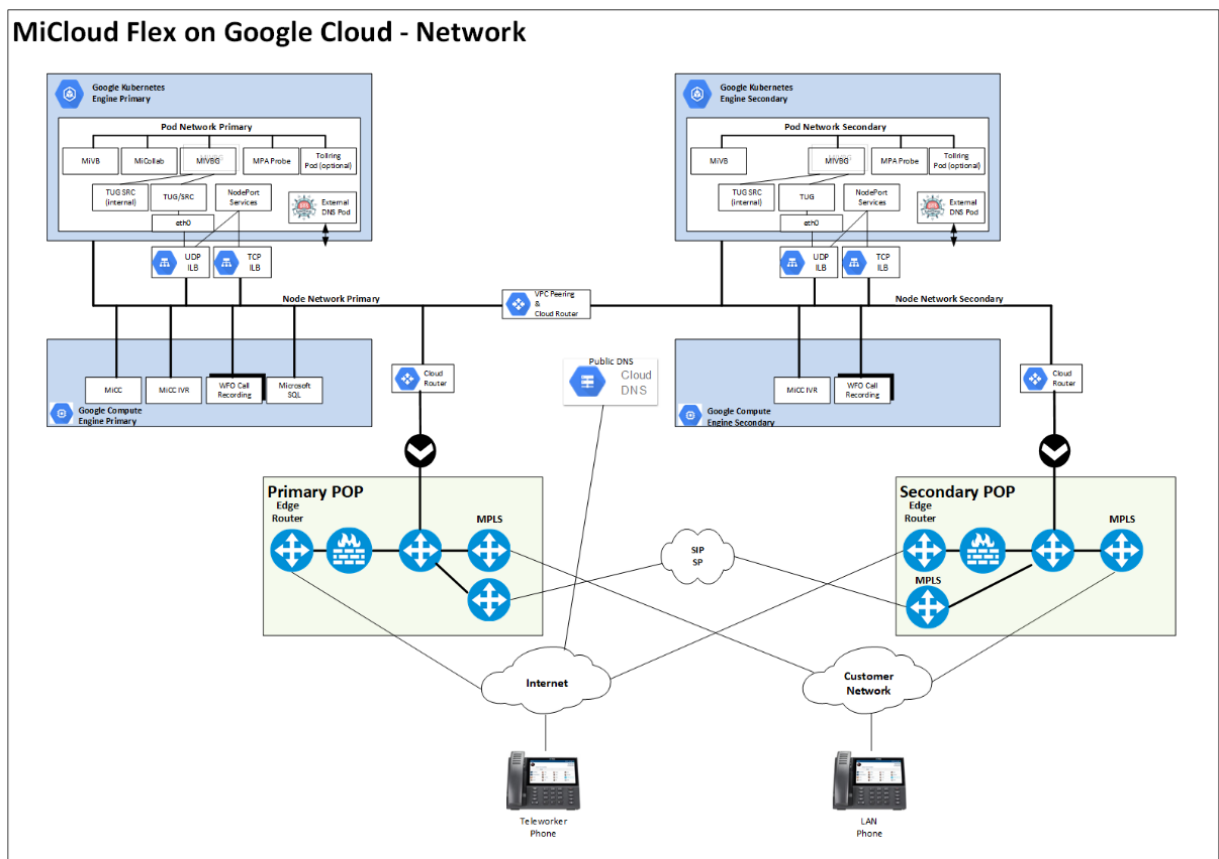 MiCloud Flex on Google Cloud - Network
Google Kubernetes
Engine Primary
Pod Network Primary
MiVB
MiCollab
MIVBG
MPA Probe
Tollring
Pod (optional)
TUG SRC
(internal)
TUG/SRC
NodePort
Services
External
DNS Pod
eth0
UDP
ILB
TCP
ILB
Node Network Primary
Google Kubernetes
Engine Secondary
Pod Network Secondary
MiVB
MIVBG
MPA Probe
Tollring
Pod (optional)
TUG SRC
(internal)
TUG
NodePort
Services
External
DNS Pod
eth0
UDP
ILB
TCP
ILB
Node Network Secondary
VPC Peering
&
Cloud Router
MiCC
MiCC IVR
WFO Call
Recording
Microsoft
SQL
Google Compute
Engine Primary
Cloud
Router
Public DNS
Cloud
DNS
MiCC IVR
WFO Call
Recording
Google Compute
Engine Secondary
Cloud
Router
Primary POP
Edge
Router
MPLS
SIP
SP
Secondary POP
Edge
Router
MPLS
MPLS
Internet
Customer
Network
Teleworker
Phone
LAN
Phone